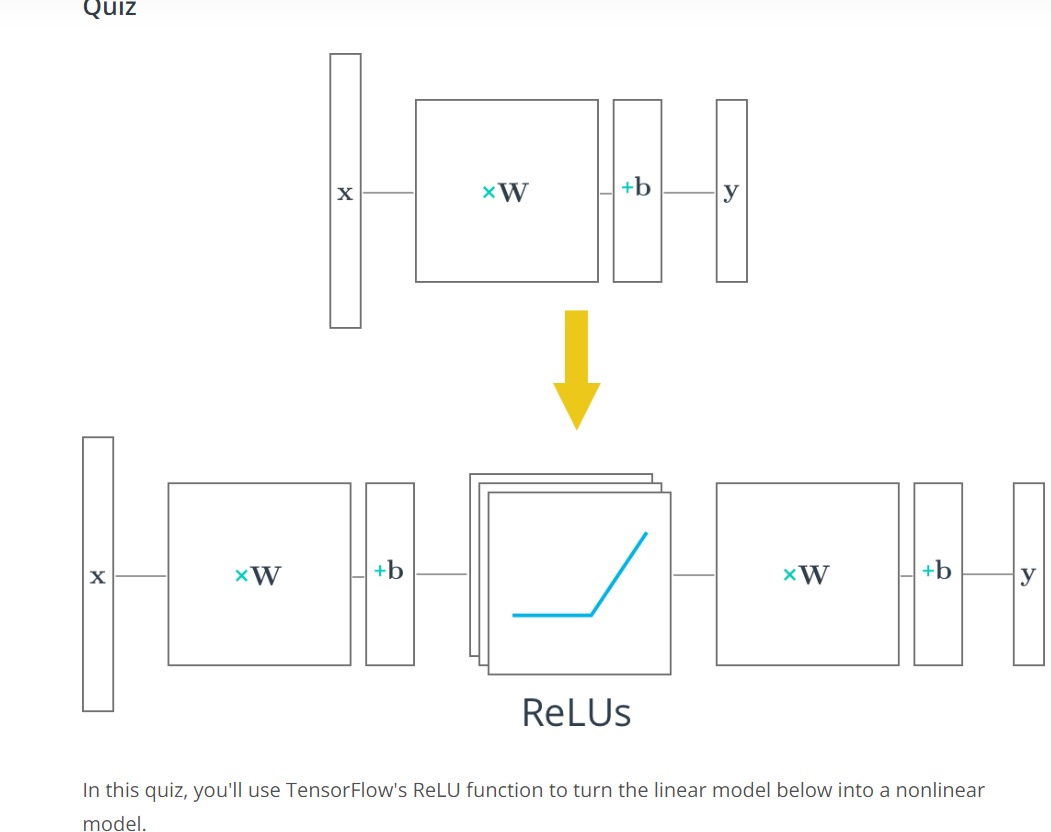 Quiz
x
×W
+b
y
x
×W
+b
×W
+b
y
ReLUs
In this quiz, you'll use TensorFlow's ReLU function to turn the linear model below into a nonlinear
model.